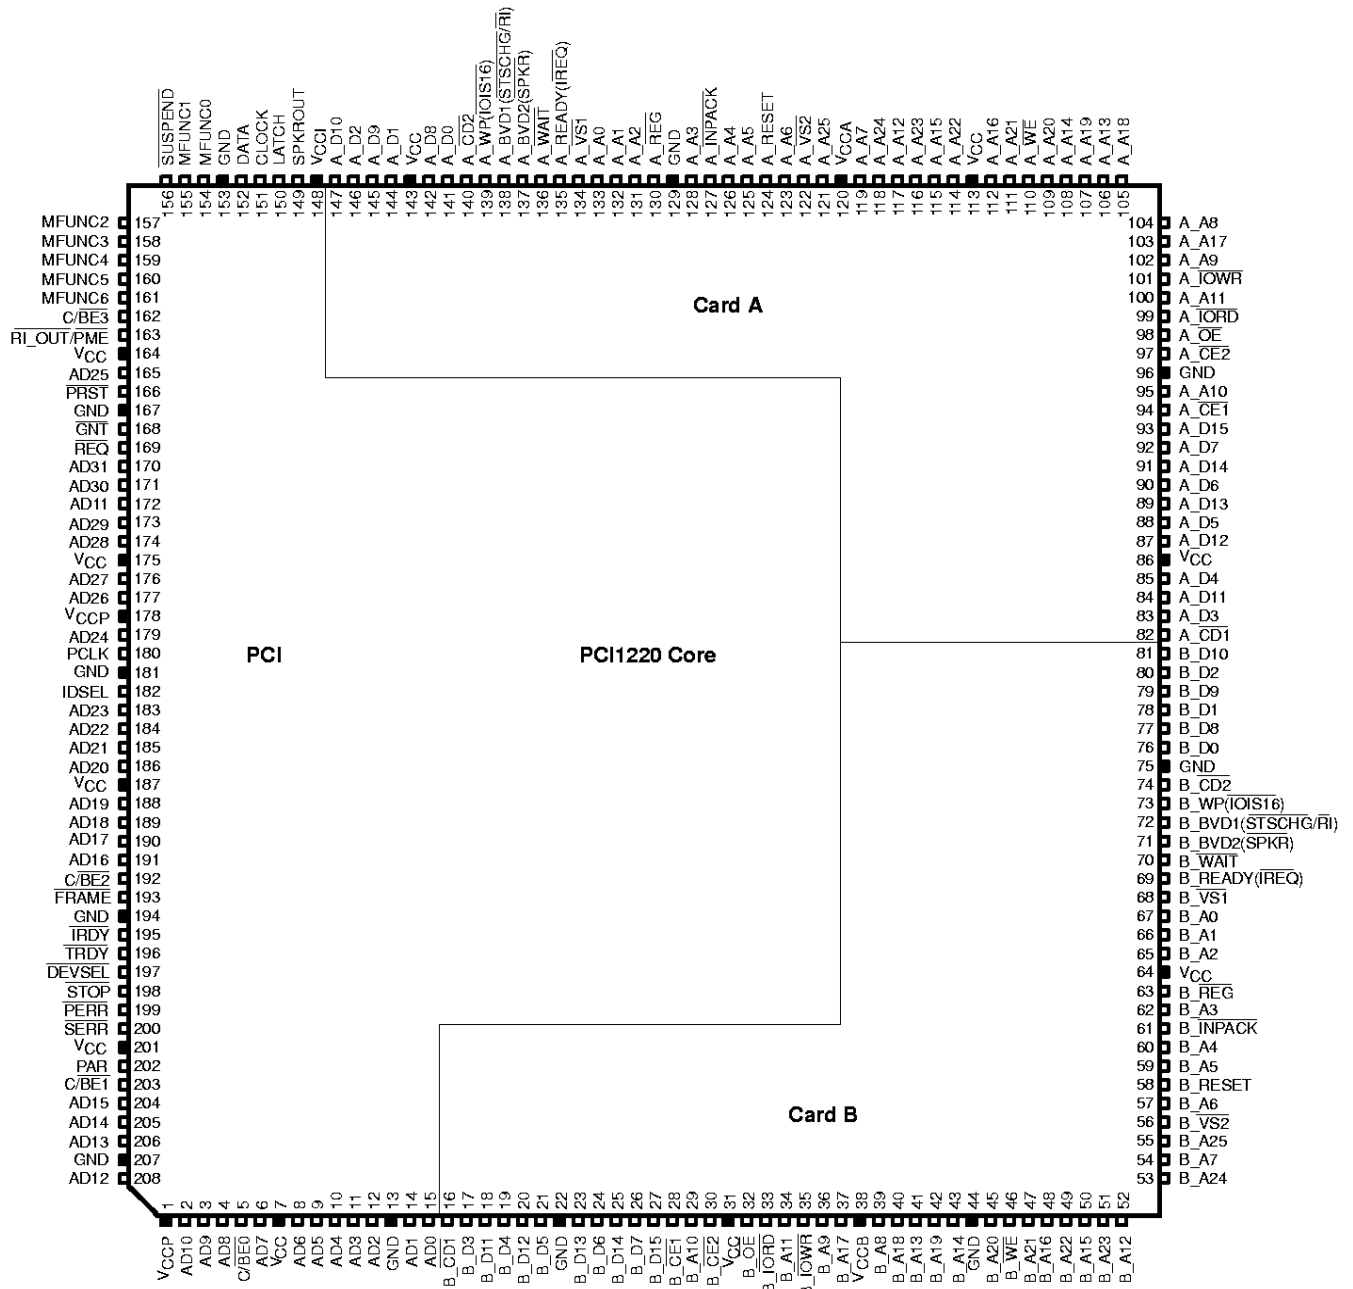 SUSPEND
MFUNC1
MFUNC0
GND
DATA
CLOCK
LATCH
SPKROUT
VCCI
A_D10
A_D2
A_D9
A_D1
VCC
A_D8
A_D0
A_CD2
A_WP(IOIS16)
A_BVD1(STSCHG/RI)
A_BVD2(SPKR)
A_WAIT
A_READY(IREQ)
A_VS1
A_A0
A_A1
A_A2
A_REG
GND
A_A3
A_INPACK
A_A4
A_A5
A_RESET
A_A6
A_VS2
A_A25
VCCA
A_A7
A_A24
A_A12
A_A23
A_A15
A_A22
VCC
A_A16
A_A21
A_WE
A_A20
A_A14
A_A19
A_A13
A_A18
156
155
154
153
152
151
150
149
148
147
146
145
144
143
142
141
140
139
138
137
136
135
134
133
132
131
130
129
128
127
126
125
124
123
122
121
120
119
118
117
116
115
114
113
112
111
110
109
108
107
106
105
MFUNC2 157
MFUNC3 158
MFUNC4 159
MFUNC5 160
MFUNC6 161
C/BE3 162
RI_OUT/PME 163
VCC 164
AD25 165
PRST 166
GND 167
GNT 168
REQ 169
AD31 170
AD30 171
AD11 172
AD29 173
AD28 174
VCC 175
AD27 176
AD26 177
VCCP 178
AD24 179
PCLK 180
GND 181
IDSEL 182
AD23 183
AD22 184
AD21 185
AD20 186
VCC 187
AD19 188
AD18 189
AD17 190
AD16 191
C/BE2 192
FRAME 193
GND 194
IRDY 195
TRDY 196
DEVSEL 197
STOP 198
PERR 199
SERR 200
VCC 201
PAR 202
C/BE1 203
AD15 204
AD14 205
AD13 206
GND 207
AD12 208
Card A
PCI
PCI1220 Core
Card B
104 A_A8
103 A_A17
102 A_A9
101 A_IOWR
100 A_A11
99 A_IORD
98 A_OE
97 A_CE2
96 GND
95 A_A10
94 A_CE1
93 A_D15
92 A_D7
91 A_D14
90 A_D6
89 A_D13
88 A_D5
87 A_D12
86 VCC
85 A_D4
84 A_D11
83 A_D3
82 A_CD1
81 B_D10
80 B_D2
79 B_D9
78 B_D1
77 B_D8
76 B_D0
75 GND
74 B_CD2
73 B_WP(IOIS16)
72 B_BVD1(STSCHG/RI)
71 B_BVD2(SPKR)
70 B_WAIT
69 B_READY(IREQ)
68 B_VS1
67 B_A0
66 B_A1
65 B_A2
64 VCC
63 B_REG
62 B_A3
61 B_INPACK
60 B_A4
59 B_A5
58 B_RESET
57 B_A6
56 B_VS2
55 B_A25
54 B_A7
53 B_A24
1
2
3
4
5
6
7
8
9
10
11
12
13
14
15
16
17
18
19
20
21
22
23
24
25
26
27
28
29
30
31
32
33
34
35
36
37
38
39
40
41
42
43
44
45
46
47
48
49
50
51
52
VCCP
AD10
AD9
AD8
C/BE0
AD7
VCC
AD6
AD5
AD4
AD3
AD2
GND
AD1
AD0
B_CD1
B_D3
B_D11
B_D4
B_D12
B_D5
GND
B_D13
B_D6
B_D14
B_D7
B_D15
B_CE1
B_A10
B_CE2
VCC
B_OE
B_IORD
B_A11
B_IOWR
B_A9
B_A17
VCCB
B_A8
B_A18
B_A13
B_A19
B_A14
GND
B_A20
B_WE
B_A21
B_A16
B_A22
B_A15
B_A23
B_A12